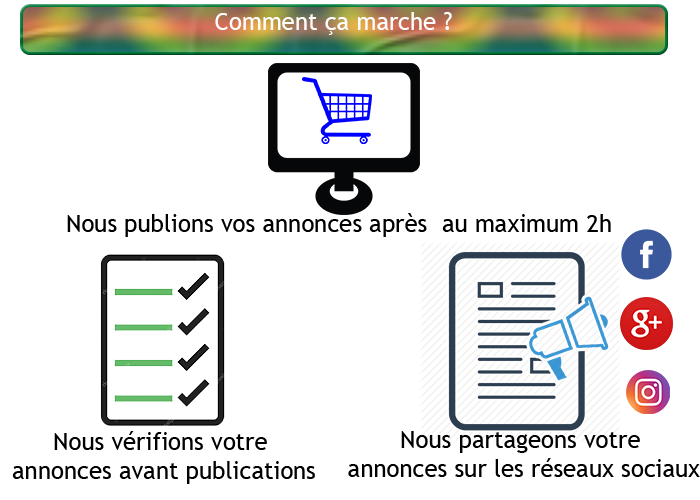 Comment ça marche ?
Nous publions vos annonces après au maximum 2h
Nous vérifions votre
annonces avant publications
Nous partageons votre
annonces sur les réseaux sociaux
f
g+